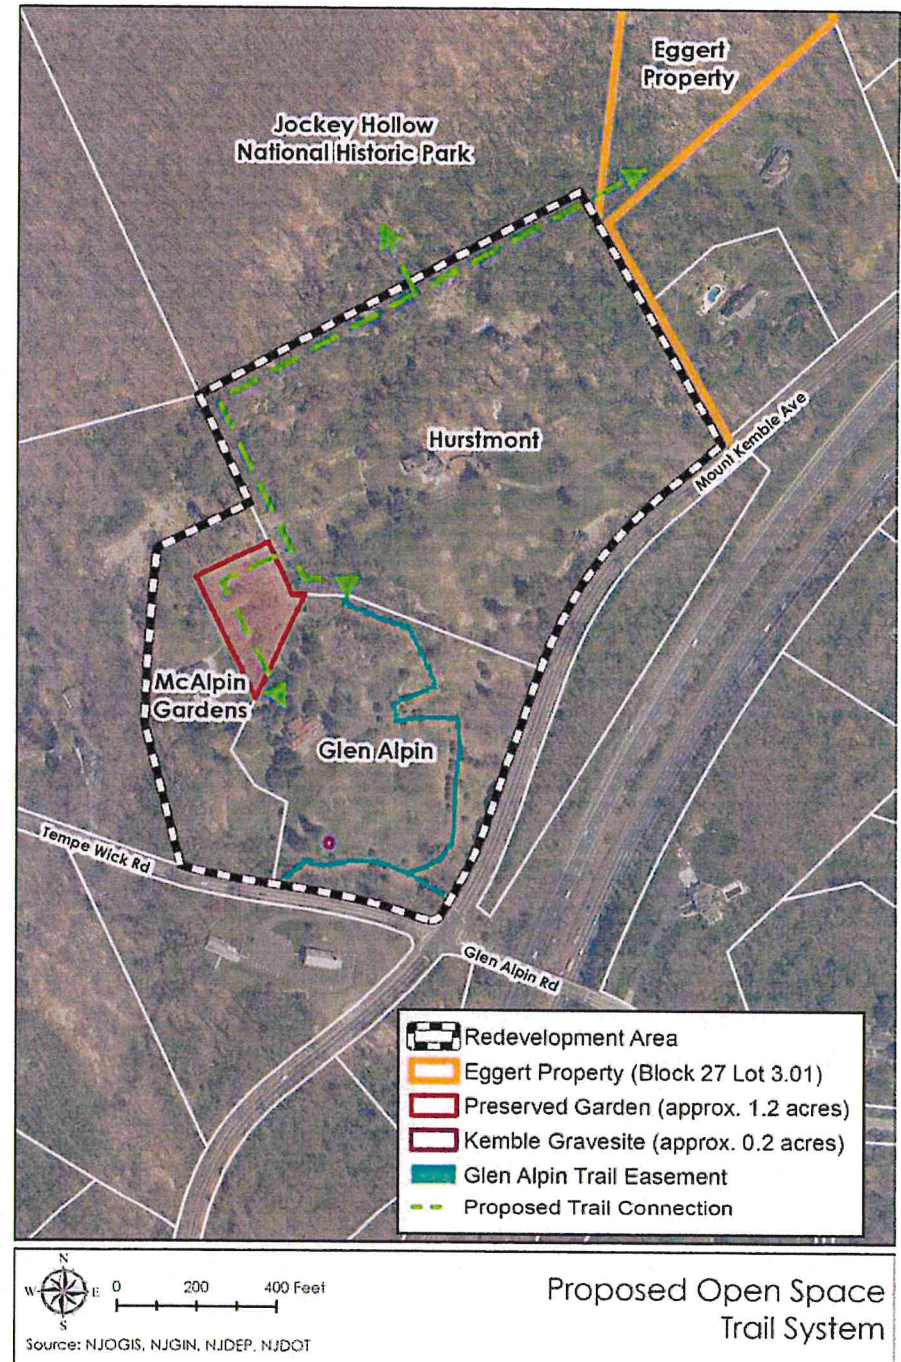 Eggert
Property
Jockey Hollow
National Historic Park
Hurstmont
Mount Kemble Ave
McAlpin
Gardens
Glen Alpin
Tempe Wick Rd
Glen Alpin Rd
Redevelopment Area
Eggert Property (Block 27 Lot 3.01)
Preserved Garden (approx. 1.2 acres)
Kemble Gravesite (approx. 0.2 acres)
Glen Alpin Trail Easement
Proposed Trail Connection
N
W E
S
0 200 400 Feet
Source: NJOGIS, NJGIN, NJDEP, NJDOT
Proposed Open Space
Trail System